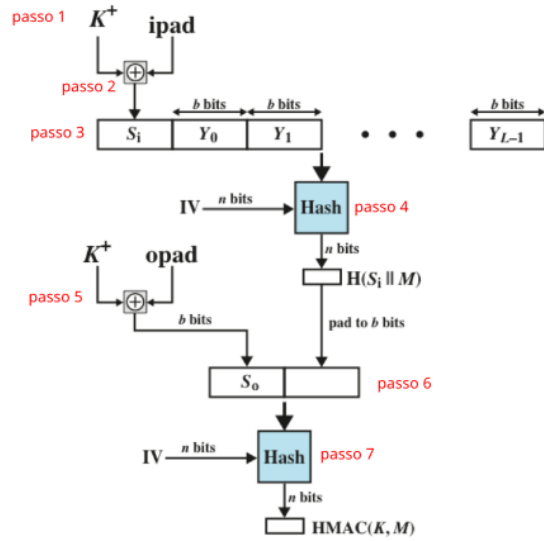 passo 1
K+
ipad
passo 2
b bits
b bits
b bits
passo 3
Si
Y0
Y1
• • •
YL−1
IV
n bits
Hash
passo 4
n bits
K+
opad
H(Si || M)
passo 5
b bits
pad to b bits
So
passo 6
IV
n bits
Hash
passo 7
n bits
HMAC(K, M)